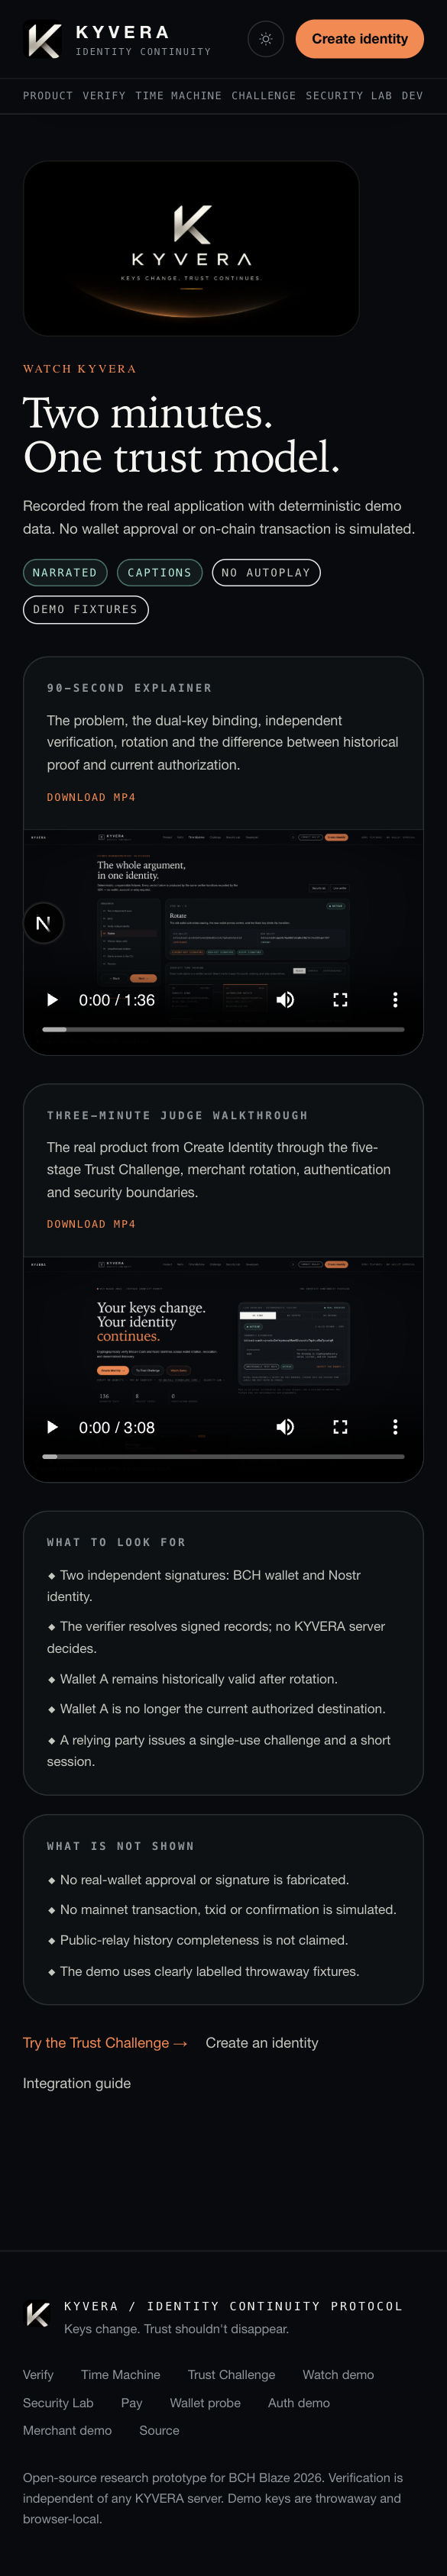 KYVERA
IDENTITY CONTINUITY
Create identity
PRODUCT VERIFY TIME MACHINE CHALLENGE SECURITY LAB DEV
KYVERA
KEYS CHANGE. TRUST CONTINUES.
WATCH KYVERA
Two minutes.
One trust model.
Recorded from the real application with deterministic demo
data. No wallet approval or on-chain transaction is simulated.
NARRATED CAPTIONS NO AUTOPLAY
DEMO FIXTURES
90-SECOND EXPLAINER
The problem, the dual-key binding, independent
verification, rotation and the difference between historical
proof and current authorization.
DOWNLOAD MP4
The whole argument,
in one identity.
Rotate
N
0:00 / 1:36
THREE-MINUTE JUDGE WALKTHROUGH
The real product from Create Identity through the five-
stage Trust Challenge, merchant rotation, authentication
and security boundaries.
DOWNLOAD MP4
Your keys change.
Your identity
continues.
0:00 / 3:08
WHAT TO LOOK FOR
◆ Two independent signatures: BCH wallet and Nostr
identity.
◆ The verifier resolves signed records; no KYVERA server
decides.
◆ Wallet A remains historically valid after rotation.
◆ Wallet A is no longer the current authorized destination.
◆ A relying party issues a single-use challenge and a short
session.
WHAT IS NOT SHOWN
◆ No real-wallet approval or signature is fabricated.
◆ No mainnet transaction, txid or confirmation is simulated.
◆ Public-relay history completeness is not claimed.
◆ The demo uses clearly labelled throwaway fixtures.
Try the Trust Challenge → Create an identity
Integration guide
KYVERA / IDENTITY CONTINUITY PROTOCOL
Keys change. Trust shouldn't disappear.
Verify Time Machine Trust Challenge Watch demo
Security Lab Pay Wallet probe Auth demo
Merchant demo Source
Open-source research prototype for BCH Blaze 2026. Verification is
independent of any KYVERA server. Demo keys are throwaway and
browser-local.